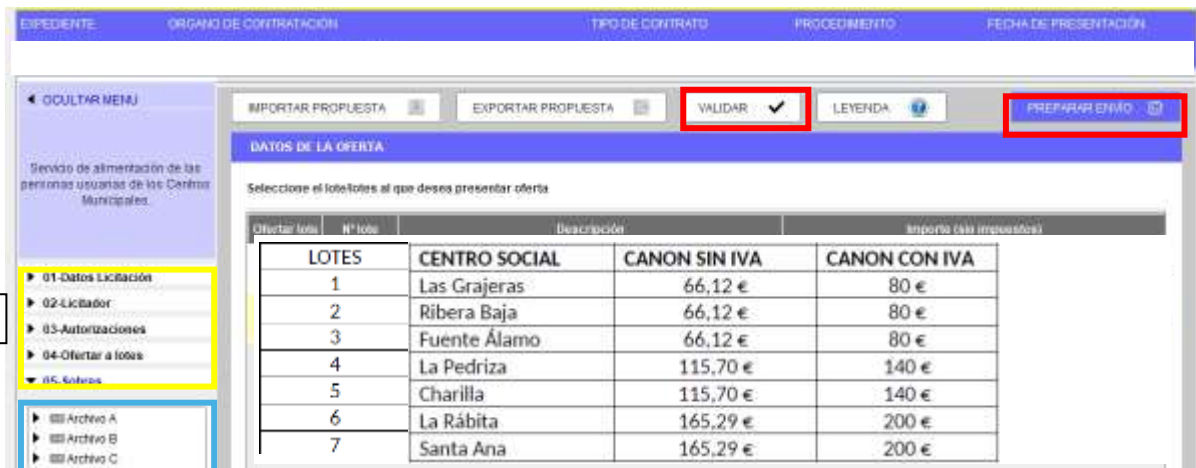 EXPEDIENTE ORGANO DE CONTRATACIÓN TIPO DE CONTRATO PROCEDIMIENTO FECHA DE PRESENTACIÓN
OCULTAR MENU
IMPORTAR PROPUESTA EXPORTAR PROPUESTA VALIDAR LEYENDA PREPARAR ENVIO
DATOS DE LA OFERTA
Servicio de alimentación de las
personas usuarias de los Centros
Municipales.
Seleccione el lote/lotes al que desea presentar oferta
Ofertar lote Nº lote Descripción Importe (sin impuestos)
LOTES CENTRO SOCIAL CANON SIN IVA CANON CON IVA
1 Las Grajeras 66,12 € 80 €
2 Ribera Baja 66,12 € 80 €
3 Fuente Álamo 66,12 € 80 €
4 La Pedriza 115,70 € 140 €
5 Charilla 115,70 € 140 €
6 La Rábita 165,29 € 200 €
7 Santa Ana 165,29 € 200 €
01-Datos Licitación
02-Licitador
03-Autorizaciones
04-Ofertar a lotes
05-Sobres
Archivo A
Archivo B
Archivo C